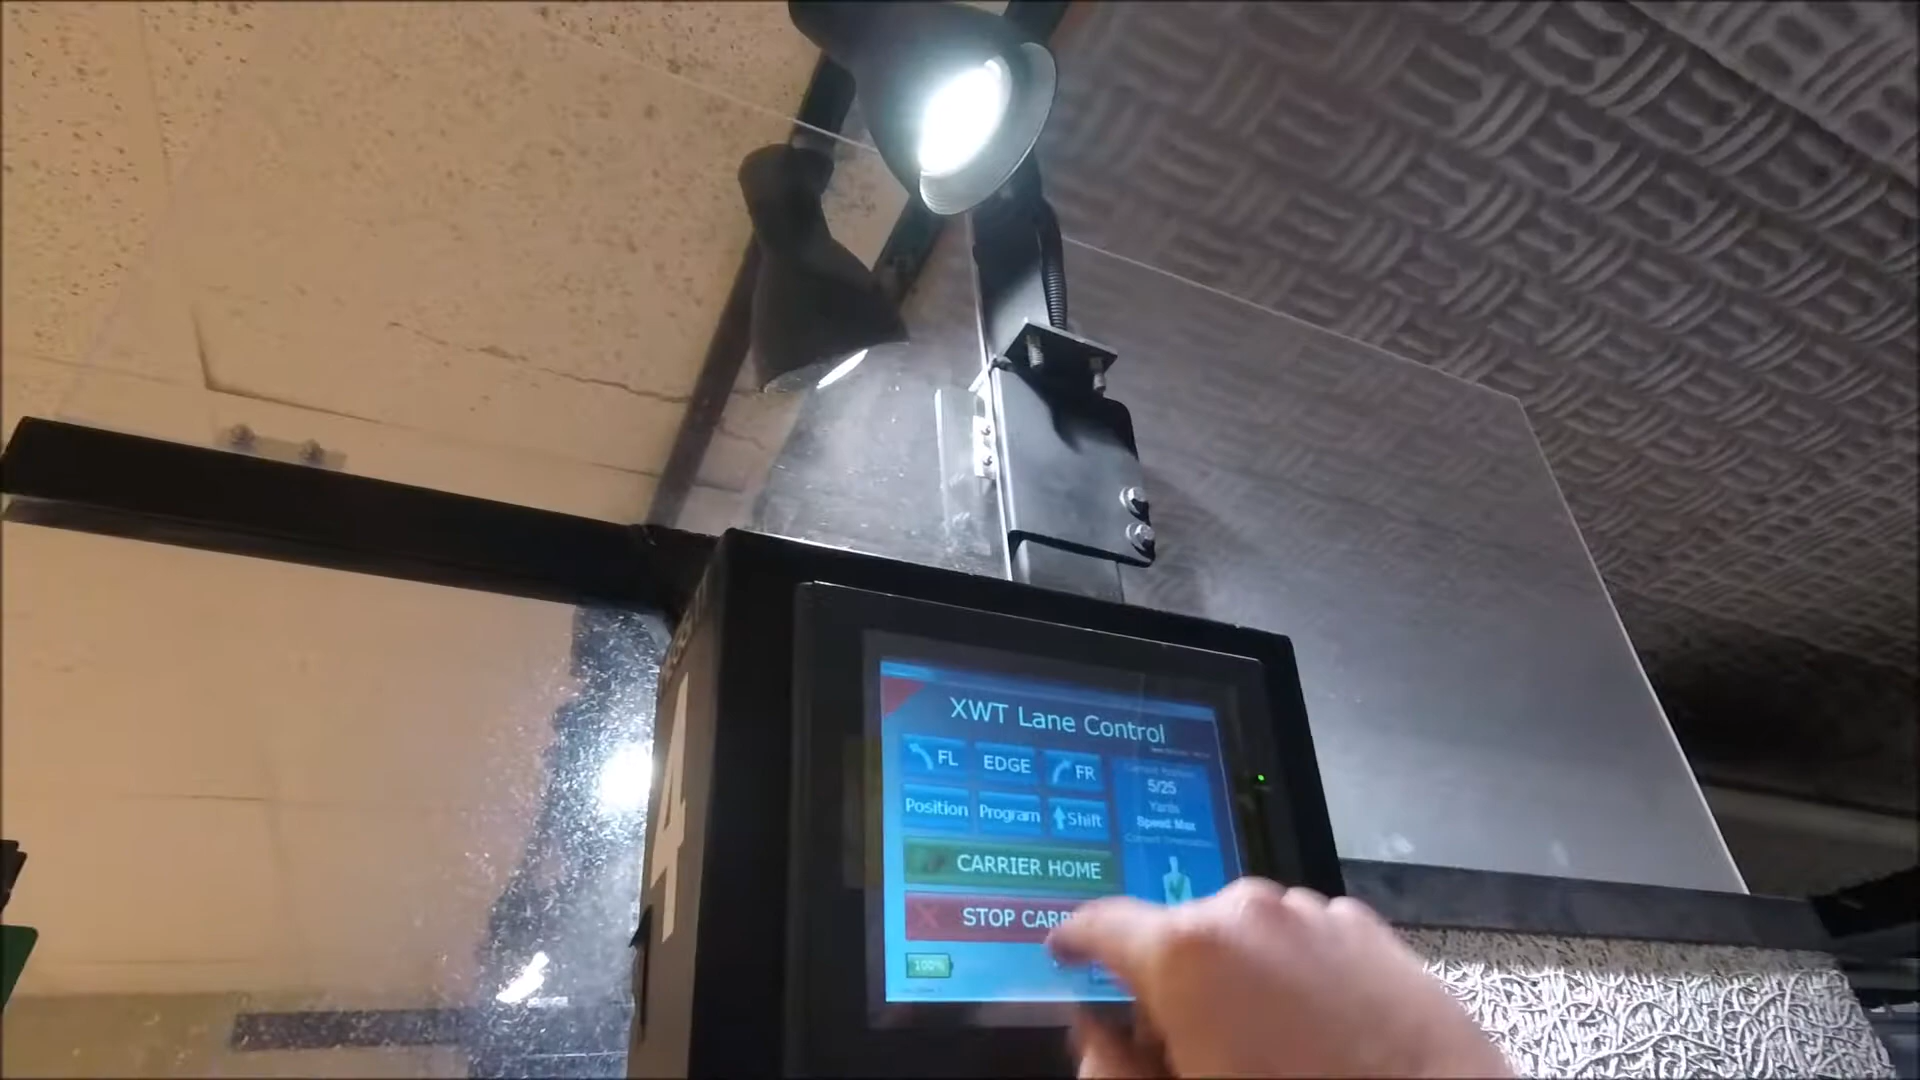 XWT Lane Control
FL
EDGE
FR
5/25
Yards
Position
Program
Shift
Speed: Max
CARRIER HOME
STOP
100%
4